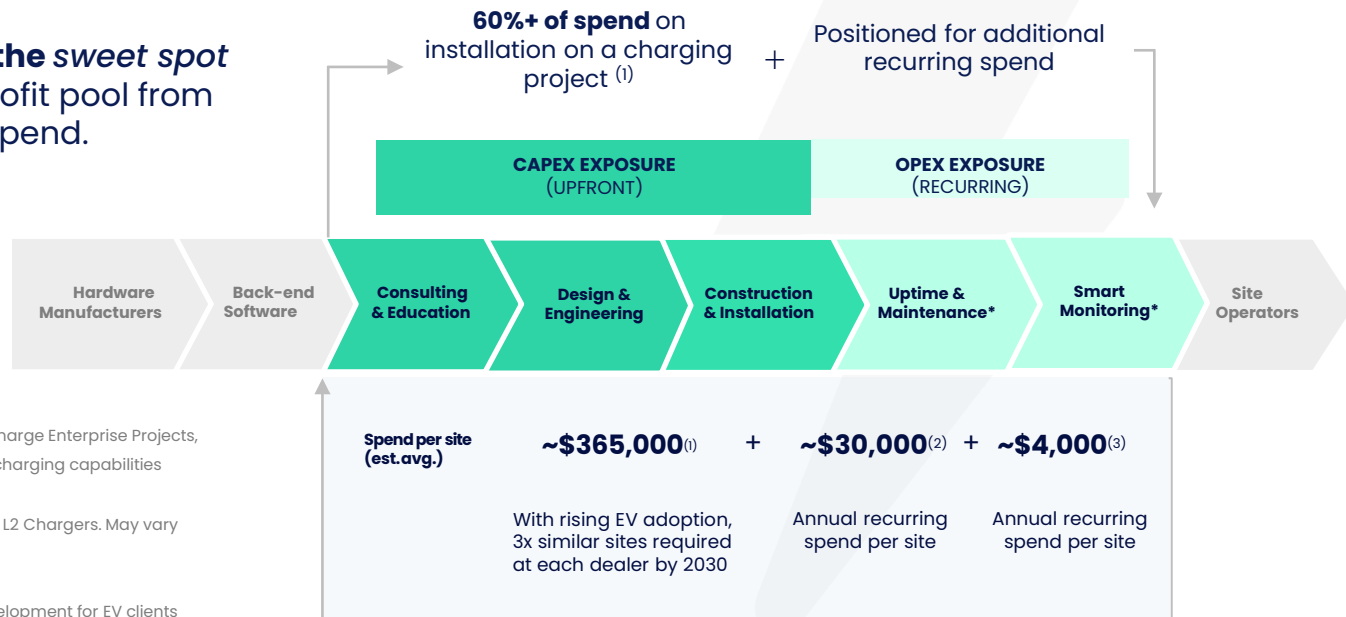 the sweet spot
ofit pool from
pend.
60%+ of spend on
installation on a charging
project (1)
+
Positioned for additional
recurring spend
CAPEX EXPOSURE
(UPFRONT)
OPEX EXPOSURE
(RECURRING)
Hardware
Manufacturers
Back-end
Software
Consulting
& Education
Design &
Engineering
Construction
& Installation
Uptime &
Maintenance*
Smart
Monitoring*
Site
Operators
harge Enterprise Projects,
charging capabilities
L2 Chargers. May vary
elopment for EV clients
Spend per site
(est.avg.)
~$365,000(1)
+
~$30,000(2)
+
~$4,000(3)
With rising EV adoption,
3x similar sites required
at each dealer by 2030
Annual recurring
spend per site
Annual recurring
spend per site